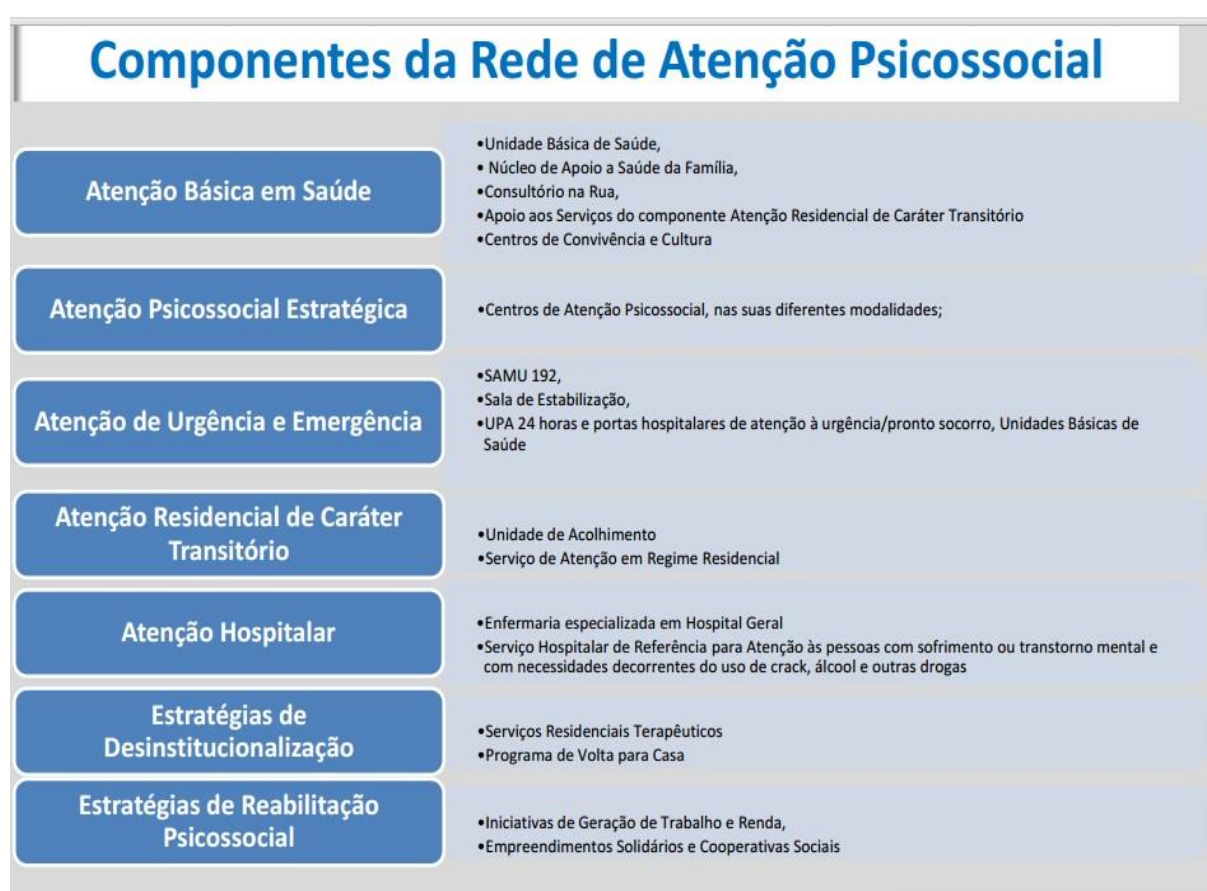 Componentes da Rede de Atenção Psicossocial
Atenção Básica em Saúde
•Unidade Básica de Saúde,
• Núcleo de Apoio a Saúde da Família,
•Consultório na Rua,
•Apoio aos Serviços do componente Atenção Residencial de Caráter Transitório
•Centros de Convivência e Cultura
Atenção Psicossocial Estratégica
•Centros de Atenção Psicossocial, nas suas diferentes modalidades;
Atenção de Urgência e Emergência
•SAMU 192,
•Sala de Estabilização,
•UPA 24 horas e portas hospitalares de atenção à urgência/pronto socorro, Unidades Básicas de
Saúde
Atenção Residencial de Caráter
Transitório
•Unidade de Acolhimento
•Serviço de Atenção em Regime Residencial
Atenção Hospitalar
•Enfermaria especializada em Hospital Geral
•Serviço Hospitalar de Referência para Atenção às pessoas com sofrimento ou transtorno mental e
com necessidades decorrentes do uso de crack, álcool e outras drogas
Estratégias de
Desinstitucionalização
•Serviços Residenciais Terapêuticos
•Programa de Volta para Casa
Estratégias de Reabilitação
Psicossocial
•Iniciativas de Geração de Trabalho e Renda,
•Empreendimentos Solidários e Cooperativas Sociais